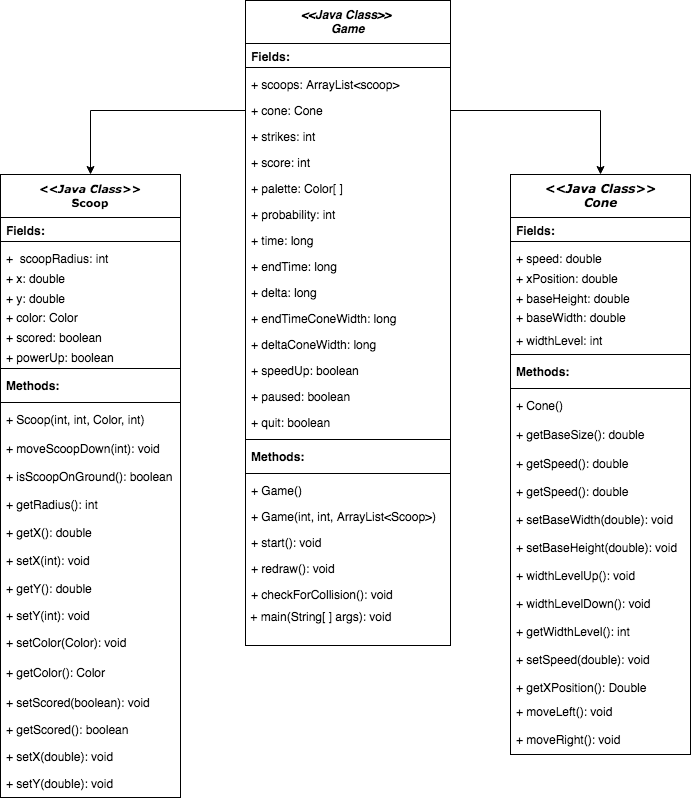 <<Java Class>>
Game
Fields:
+ scoops: ArrayList<scoop>
+ cone: Cone
+ strikes: int
+ score: int
+ palette: Color[ ]
+ probability: int
+ time: long
+ endTime: long
+ delta: long
+ endTimeConeWidth: long
+ deltaConeWidth: long
+ speedUp: boolean
+ paused: boolean
+ quit: boolean
Methods:
+ Game()
+ Game(int, int, ArrayList<Scoop>)
+ start(): void
+ redraw(): void
+ checkForCollision(): void
+ main(String[ ] args): void
<<Java Class>>
Scoop
Fields:
+ scoopRadius: int
+ x: double
+ y: double
+ color: Color
+ scored: boolean
+ powerUp: boolean
Methods:
+ Scoop(int, int, Color, int)
+ moveScoopDown(int): void
+ isScoopOnGround(): boolean
+ getRadius(): int
+ getX(): double
+ setX(int): void
+ getY(): double
+ setY(int): void
+ setColor(Color): void
+ getColor(): Color
+ setScored(boolean): void
+ getScored(): boolean
+ setX(double): void
+ setY(double): void
<<Java Class>>
Cone
Fields:
+ speed: double
+ xPosition: double
+ baseHeight: double
+ baseWidth: double
+ widthLevel: int
Methods:
+ Cone()
+ getBaseSize(): double
+ getSpeed(): double
+ getSpeed(): double
+ setBaseWidth(double): void
+ setBaseHeight(double): void
+ widthLevelUp(): void
+ widthLevelDown(): void
+ getWidthLevel(): int
+ setSpeed(double): void
+ getXPosition(): Double
+ moveLeft(): void
+ moveRight(): void